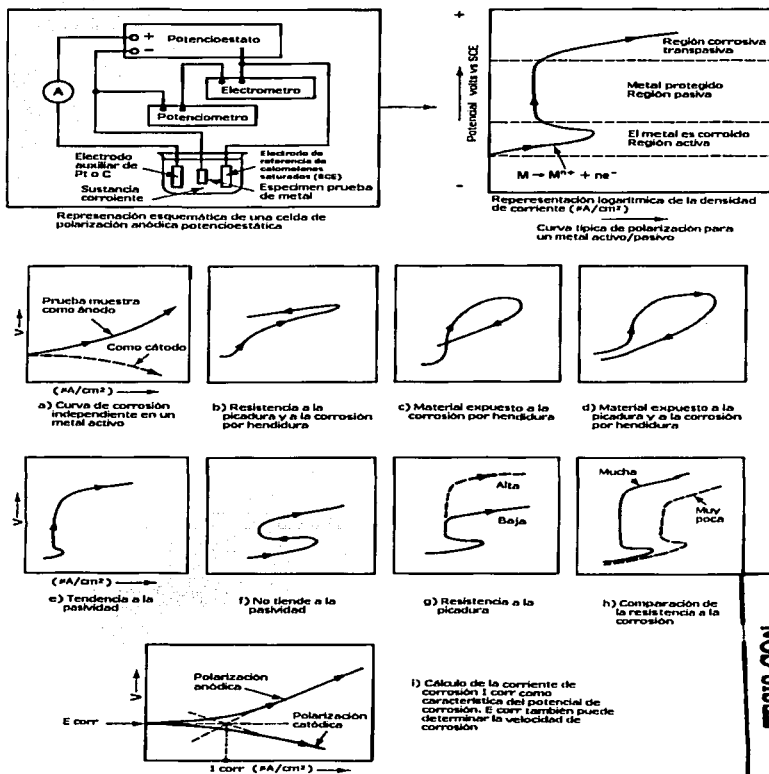 +
Potencioestato
−
Electrometro
A
Potenciometro
Electrodo
auxiliar de
Pt o C
Sustancia
corroiente
Electrodo de
referencia de
calomelanos
saturados (SCE)
Especimen prueba
de metal
Represenación esquemática de una celda de
polarización anódica potencioestática
+
Potencial volts vs SCE
−
Región corrosiva
transpasiva
Metal protegido
Región pasiva
El metal es corroido
Región activa
M → Mⁿ⁺ + ne⁻
Representación logarítmica de la densidad
de corriente (µA/cm²)
Curva típica de polarización para
un metal activo/pasivo
V
Prueba muestra
como ánodo
Como cátodo
(µA/cm²)
a) Curva de corrosión
independiente en un
metal activo
b) Resistencia a la
picadura y a la corrosión
por hendidura
c) Material expuesto a la
corrosión por hendidura
d) Material expuesto a la
picadura y a la corrosión
por hendidura
V
(µA/cm²)
e) Tendencia a la
pasividad
f) No tiende a la
pasividad
Alta
Baja
g) Resistencia a la
picadura
Mucha
Muy
poca
h) Comparación de
la resistencia a la
corrosión
V
Polarización
anódica
E corr
Polarización
catódica
I corr (µA/cm²)
i) Cálculo de la corriente de
corrosión I corr como
característica del potencial de
corrosión. E corr también puede
determinar la velocidad de
corrosión
CON